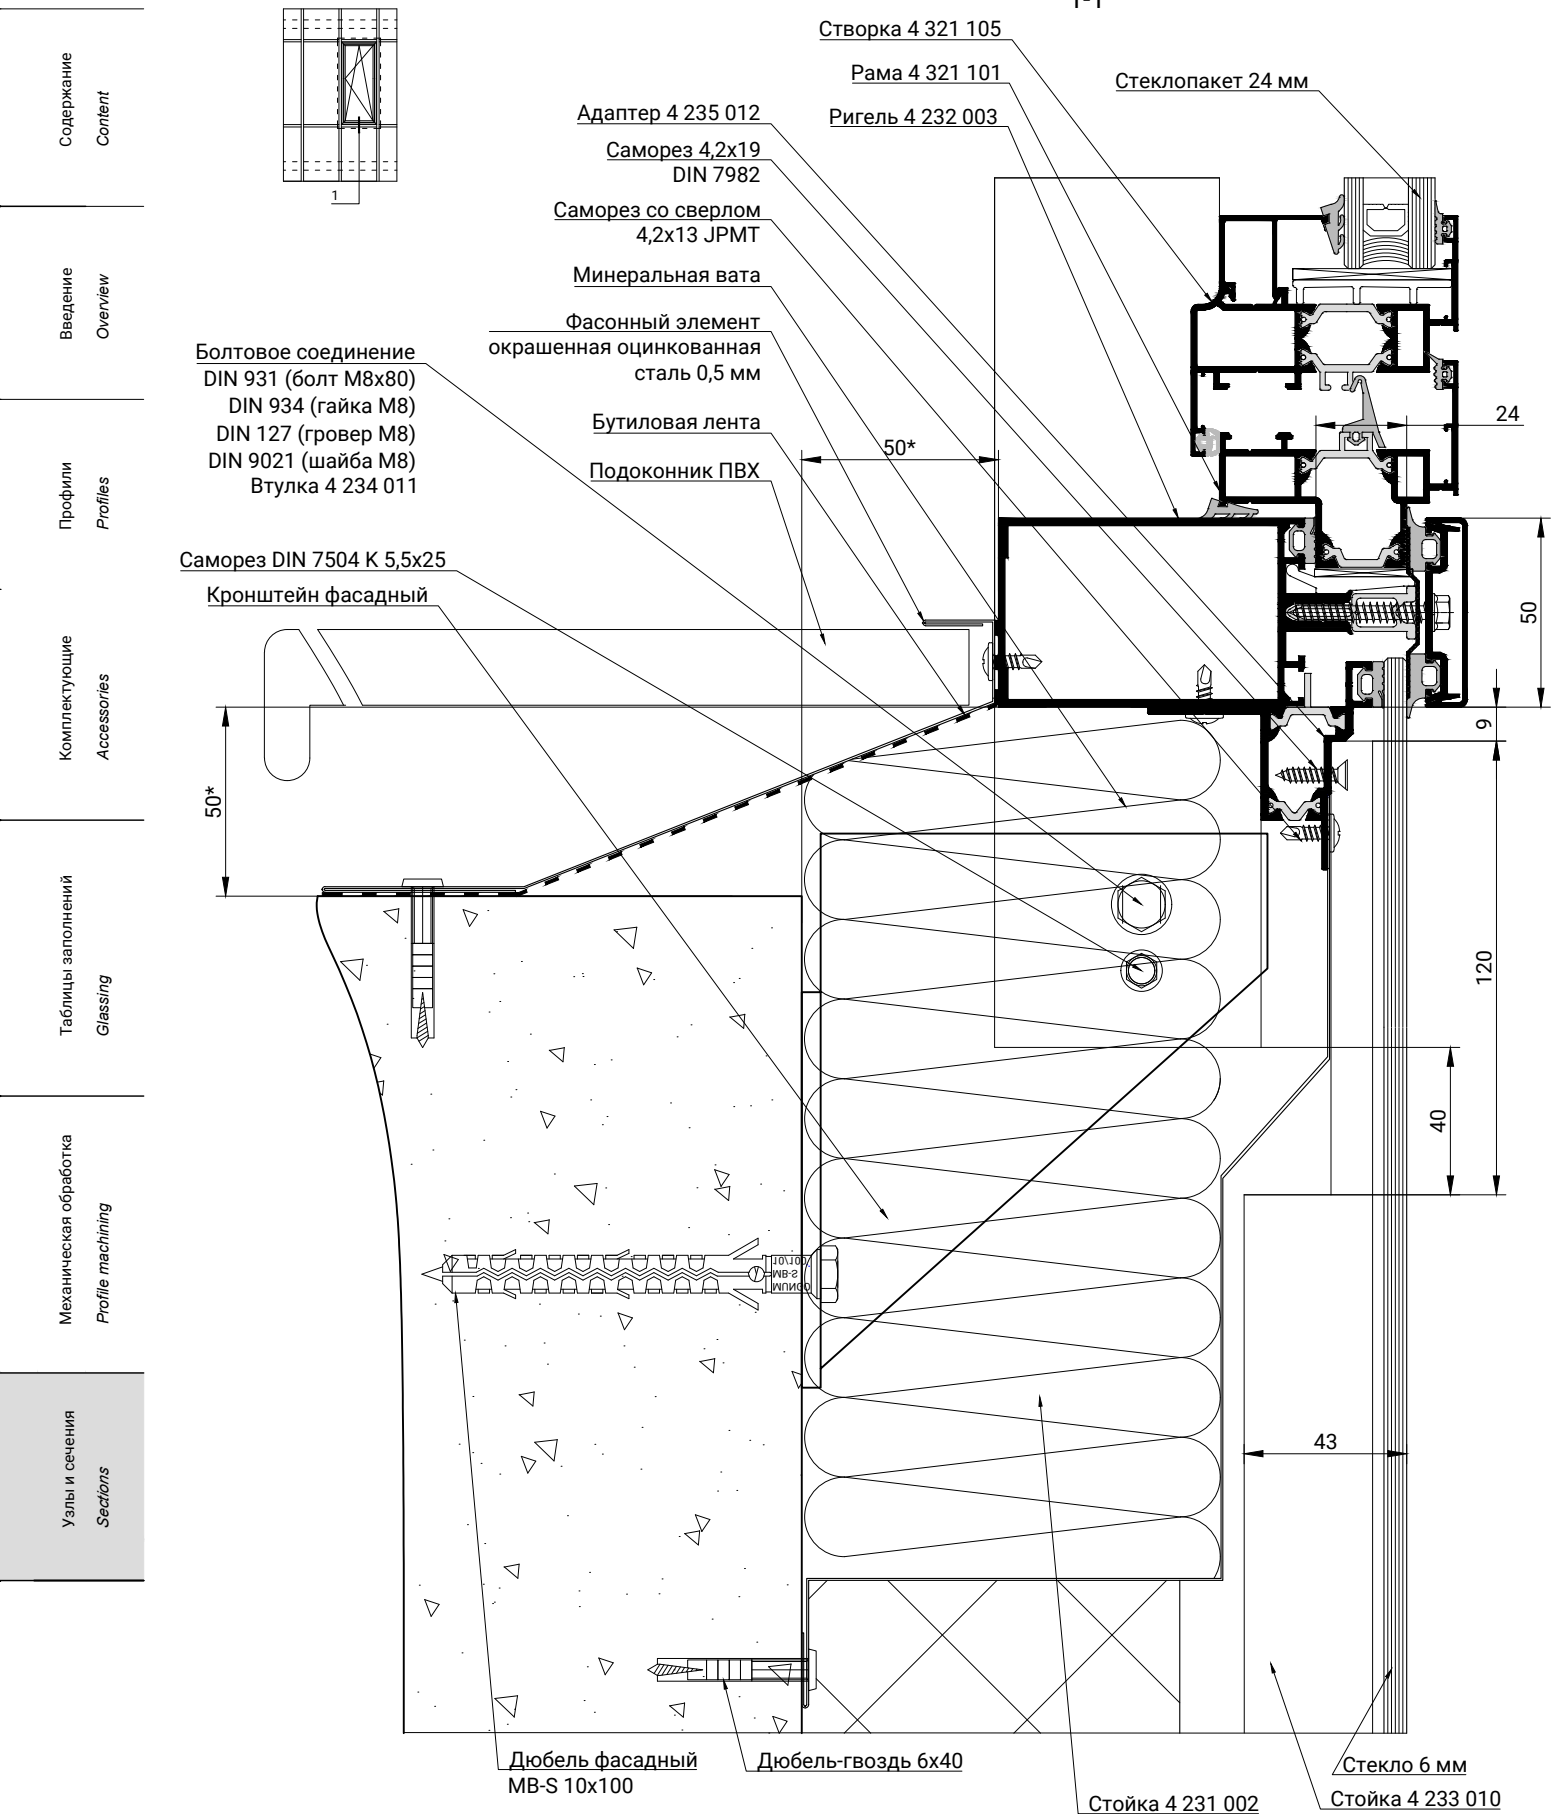 1-1
Содержание
Content
Введение
Overview
Профили
Profiles
Комплектующие
Accessories
Таблицы заполнений
Glassing
Механическая обработка
Profile machining
Узлы и сечения
Sections
1
Створка 4 321 105
Рама 4 321 101
Стеклопакет 24 мм
Адаптер 4 235 012
Ригель 4 232 003
Саморез 4,2x19
DIN 7982
Саморез со сверлом
4,2x13 JPMT
Минеральная вата
Фасонный элемент
окрашенная оцинкованная
сталь 0,5 мм
Болтовое соединение
DIN 931 (болт M8x80)
DIN 934 (гайка M8)
DIN 127 (гровер M8)
DIN 9021 (шайба M8)
Втулка 4 234 011
Бутиловая лента
Подоконник ПВХ
50*
24
Саморез DIN 7504 K 5,5x25
Кронштейн фасадный
50
9
50*
120
40
43
10/100
MB-S
MUNGO
Дюбель фасадный
MB-S 10x100
Дюбель-гвоздь 6x40
Стекло 6 мм
Стойка 4 231 002
Стойка 4 233 010